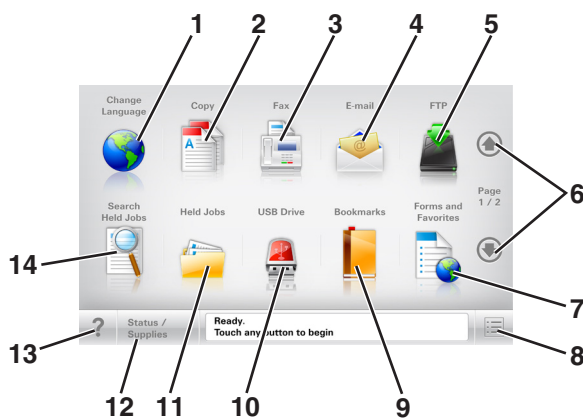 1 2 3 4 5
Change
Language
Copy
Fax
E-mail
FTP
A
@
6
Page
1 / 2
Search
Held Jobs
Held Jobs
USB Drive
Bookmarks
Forms and
Favorites
14
7
?
Status /
Supplies
Ready.
Touch any button to begin
8
13
12
11
10
9